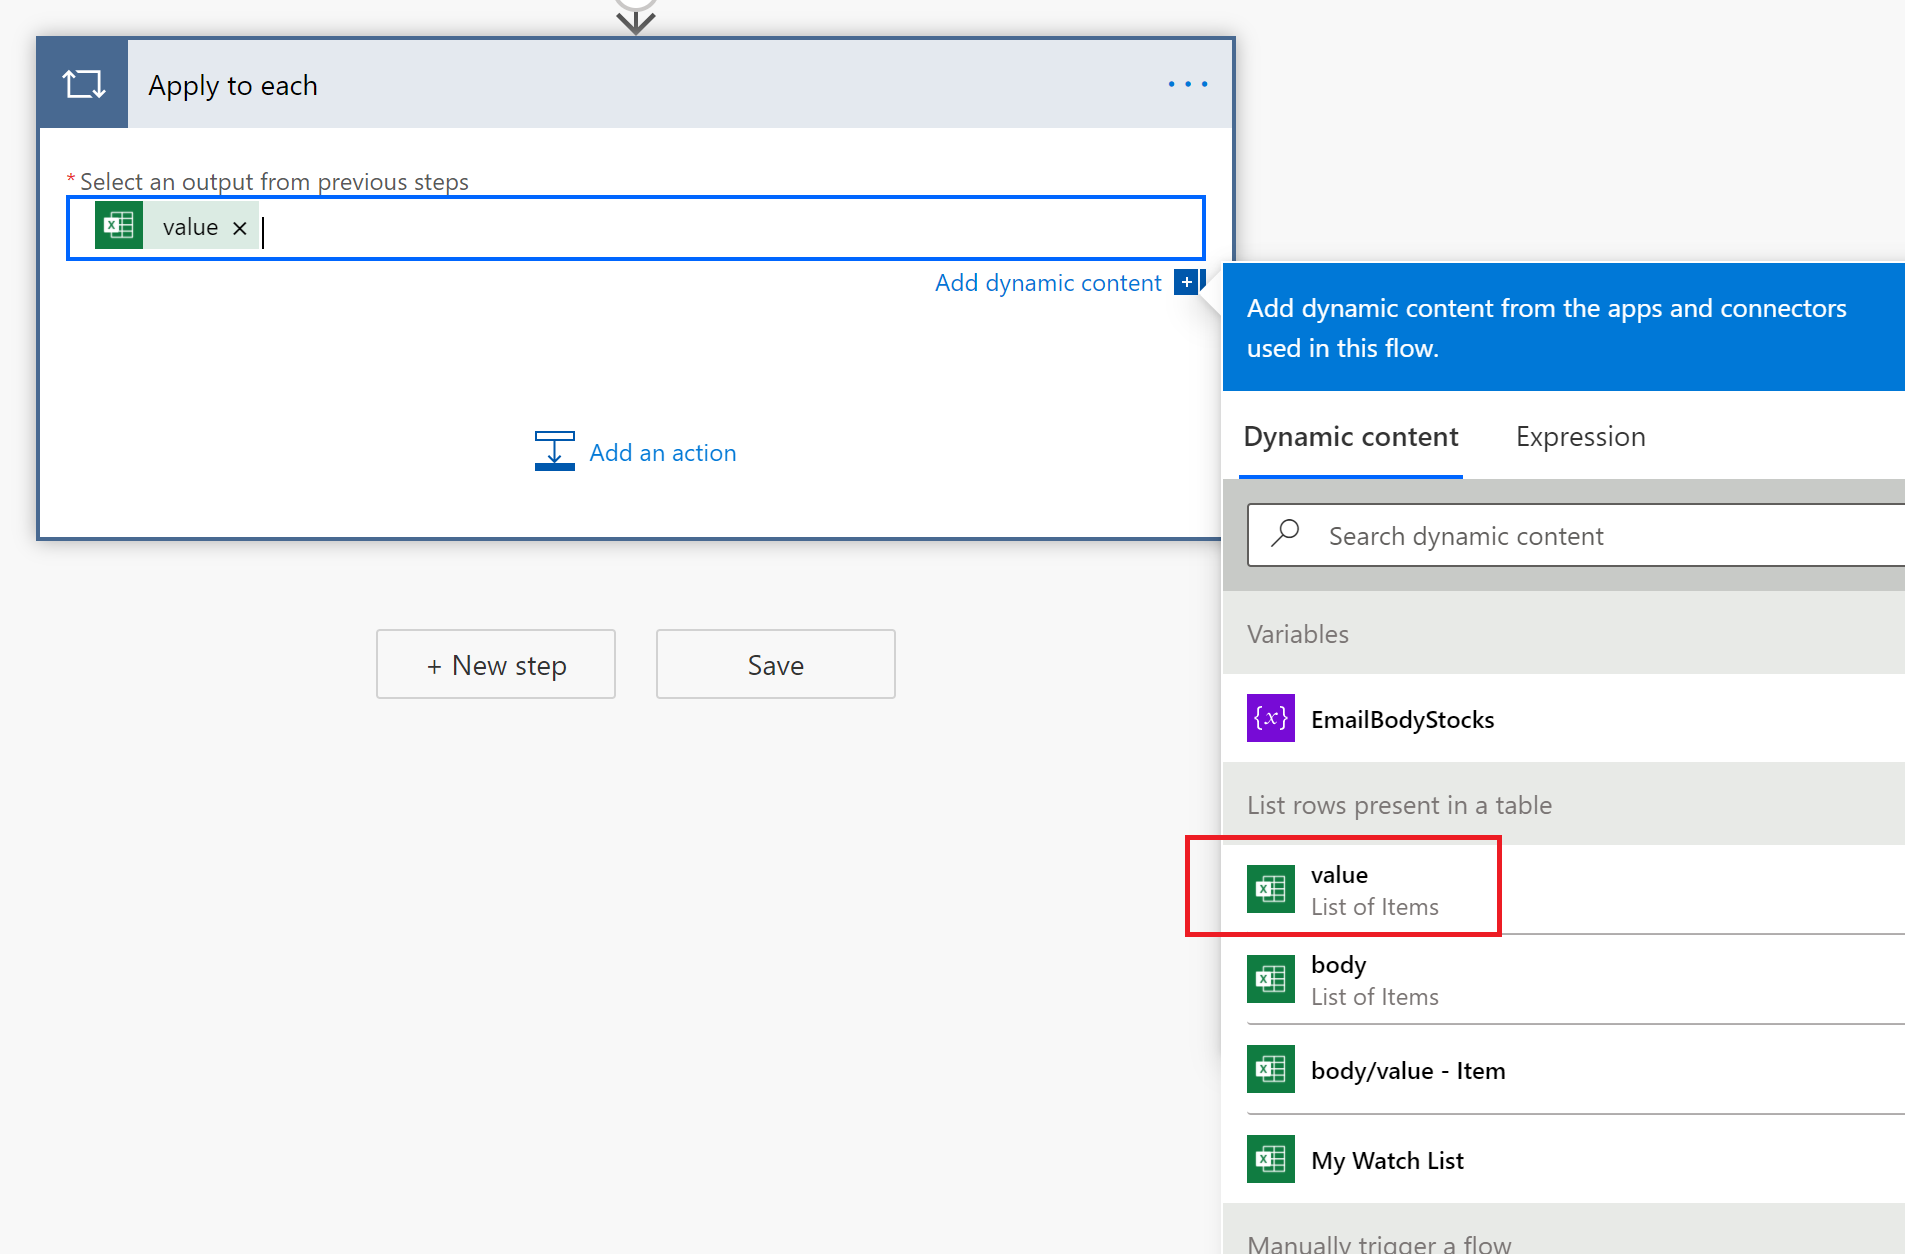 Apply to each
* Select an output from previous steps
value ×
Add dynamic content +
Add an action
+ New step
Save
Add dynamic content from the apps and connectors
used in this flow.
Dynamic content
Expression
Search dynamic content
Variables
{x} EmailBodyStocks
List rows present in a table
value
List of Items
body
List of Items
body/value - Item
My Watch List
Manually trigger a flow